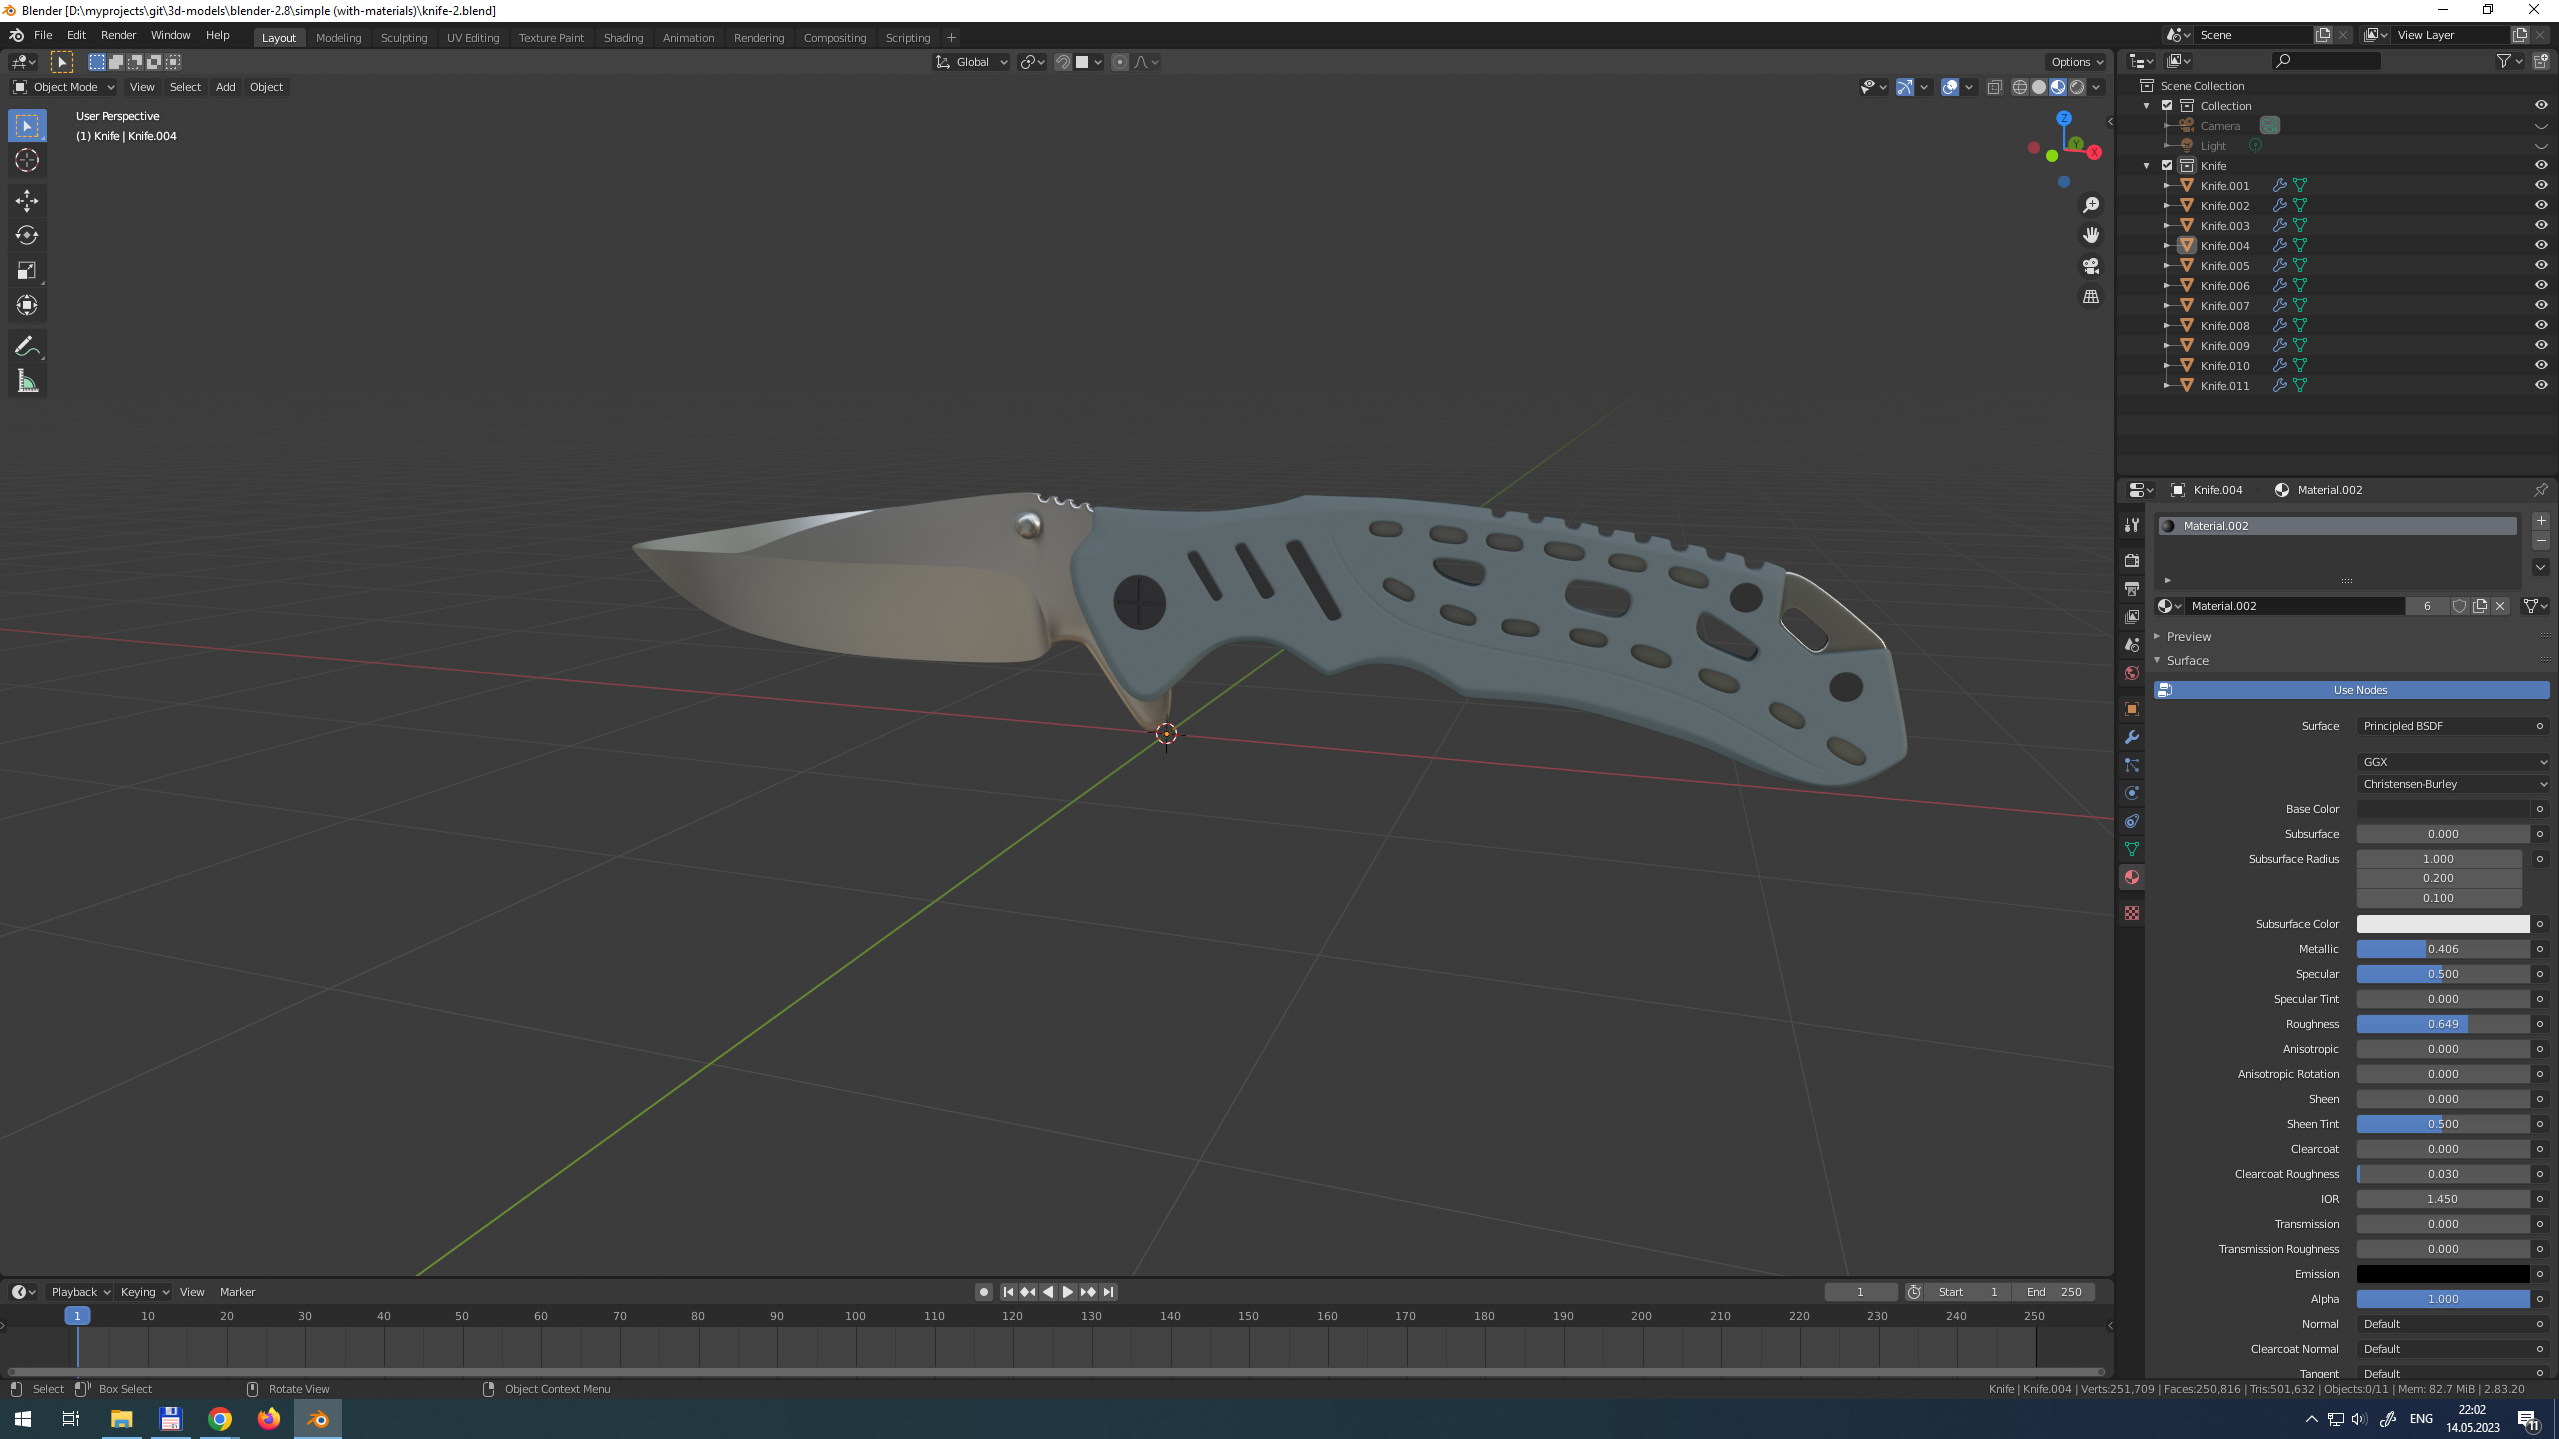 Blender [D:\myprojects\git\3d-models\blender-2.8\simple (with-materials)\knife-2.blend]
File Edit Render Window Help Layout Modeling Sculpting UV Editing Texture Paint Shading Animation Rendering Compositing Scripting + Scene View Layer
Global Options
Object Mode View Select Add Object
User Perspective
(1) Knife | Knife.004
Z
Y
X
Scene Collection
Collection
Camera
Light
Knife
Knife.001
Knife.002
Knife.003
Knife.004
Knife.005
Knife.006
Knife.007
Knife.008
Knife.009
Knife.010
Knife.011
Knife.004 Material.002
Material.002
Material.002 6
Preview
Surface
Use Nodes
Surface Principled BSDF
GGX
Christensen-Burley
Base Color
Subsurface 0.000
Subsurface Radius 1.000
0.200
0.100
Subsurface Color
Metallic 0.406
Specular 0.500
Specular Tint 0.000
Roughness 0.649
Anisotropic 0.000
Anisotropic Rotation 0.000
Sheen 0.000
Sheen Tint 0.500
Clearcoat 0.000
Clearcoat Roughness 0.030
IOR 1.450
Transmission 0.000
Transmission Roughness 0.000
Emission
Alpha 1.000
Normal Default
Clearcoat Normal Default
Tangent Default
Playback Keying View Marker 1 Start 1 End 250
1 10 20 30 40 50 60 70 80 90 100 110 120 130 140 150 160 170 180 190 200 210 220 230 240 250
Select Box Select Rotate View Object Context Menu Knife | Knife.004 | Verts:251,709 | Faces:250,816 | Tris:501,632 | Objects:0/11 | Mem: 82.7 MiB | 2.83.20
ENG 22:02
14.05.2023
11